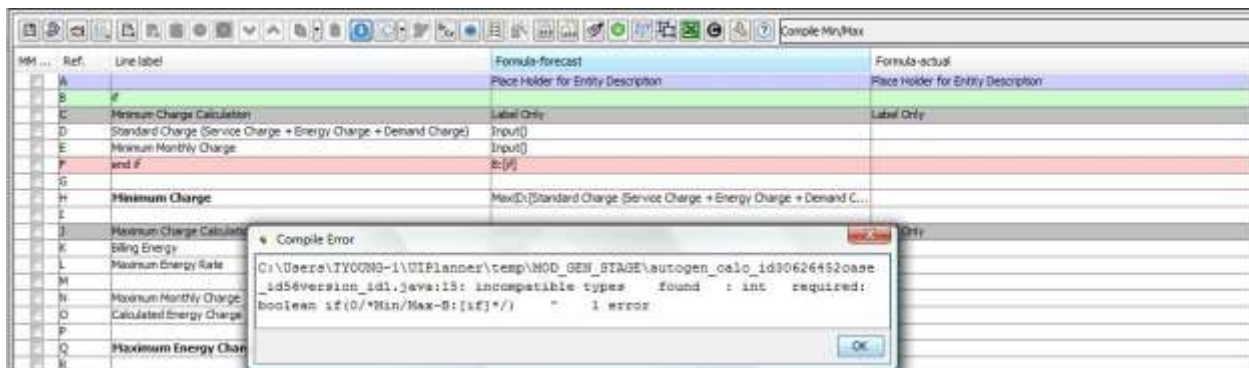 Compile Min/Max
MM ... Ref. Line label Formula-forecast Formula-actual
A Place Holder for Entity Description Place Holder for Entity Description
B if
C Minimum Charge Calculation Label Only Label Only
D Standard Charge (Service Charge + Energy Charge + Demand Charge) Input()
E Minimum Monthly Charge Input()
F end if B:[if]
G
H Minimum Charge Max(D:[Standard Charge (Service Charge + Energy Charge + Demand C...
I
J Maximum Charge Calculatio Only
K Billing Energy
L Maximum Energy Rate
M
N Maximum Monthly Charge
O Calculated Energy Charge
P
Q Maximum Energy Char
R
Compile Error
C:\Users\TYOUNG~1\UIPlanner\temp\MOD_GEN_STAGE\autogen_calc_id30626452case
_id56version_id1.java:15: incompatible types found : int required:
boolean if(0/*Min/Max-B:[if]*/) ^ 1 error
OK